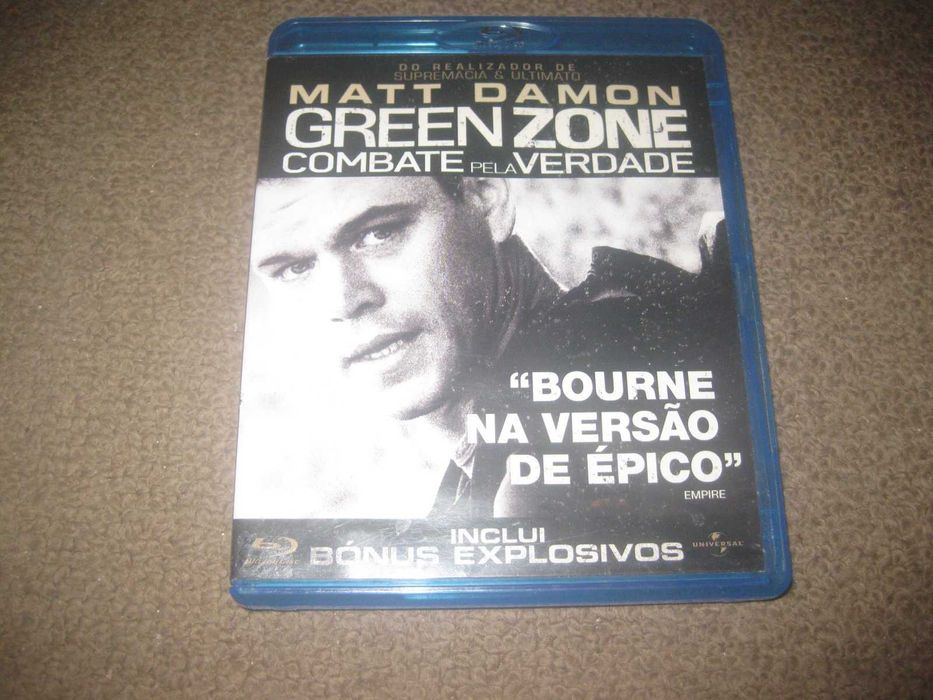 DO REALIZADOR DE
SUPREMACIA & ULTIMATO
MATT DAMON
GREEN ZONE
COMBATE PELA VERDADE
"BOURNE
NA VERSÃO
DE ÉPICO"
EMPIRE
INCLUI
BÓNUS EXPLOSIVOS
UNIVERSAL